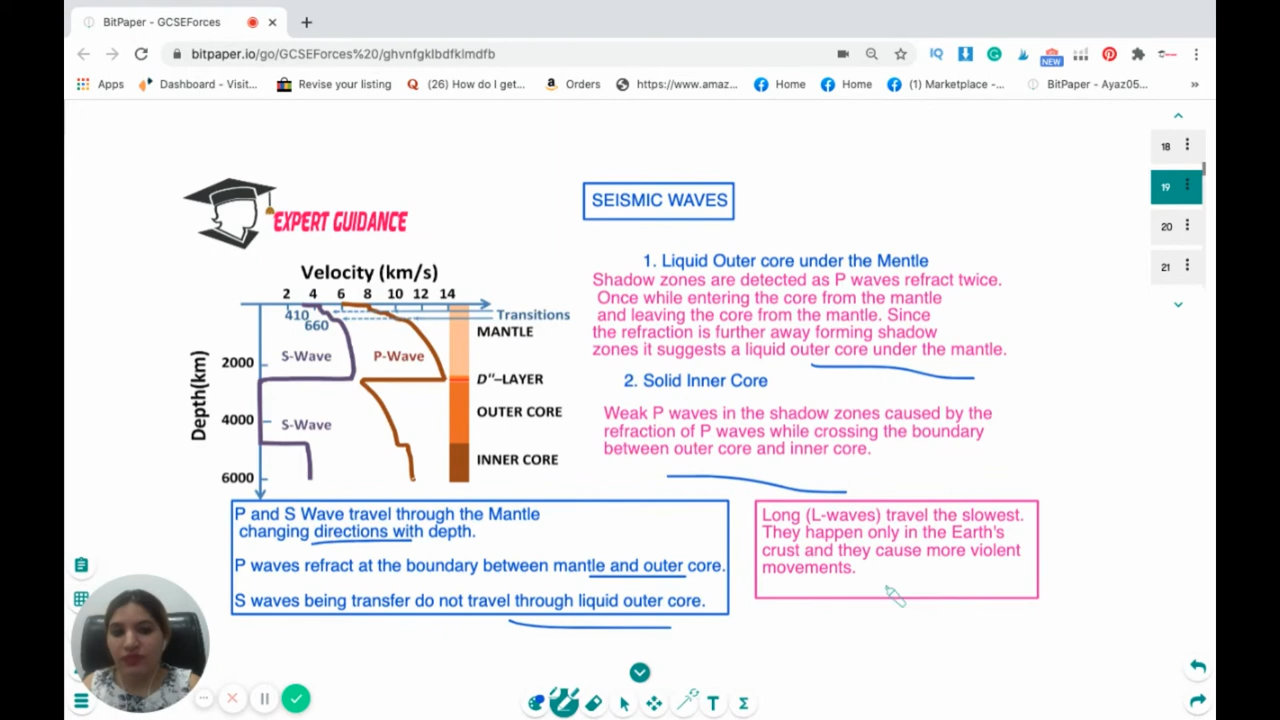 BitPaper - GCSEForces
bitpaper.io/go/GCSEForces%20/ghvnfgklbdfklmdfb
IQ
NEW
Apps
Dashboard - Visit...
Revise your listing
(26) How do I get...
Orders
https://www.amaz...
Home
Home
(1) Marketplace -...
BitPaper - Ayaz05...
»
18
19
20
21
EXPERT GUIDANCE
SEISMIC WAVES
Velocity (km/s)
2 4 6 8 10 12 14
410
660
Transitions
MANTLE
S-Wave
P-Wave
2000
D''–LAYER
Depth(km)
OUTER CORE
4000
S-Wave
INNER CORE
6000
1. Liquid Outer core under the Mentle
Shadow zones are detected as P waves refract twice.
Once while entering the core from the mantle
and leaving the core from the mantle. Since
the refraction is further away forming shadow
zones it suggests a liquid outer core under the mantle.
2. Solid Inner Core
Weak P waves in the shadow zones caused by the
refraction of P waves while crossing the boundary
between outer core and inner core.
P and S Wave travel through the Mantle
changing directions with depth.
P waves refract at the boundary between mantle and outer core.
S waves being transfer do not travel through liquid outer core.
Long (L-waves) travel the slowest.
They happen only in the Earth's
crust and they cause more violent
movements.
T
Σ